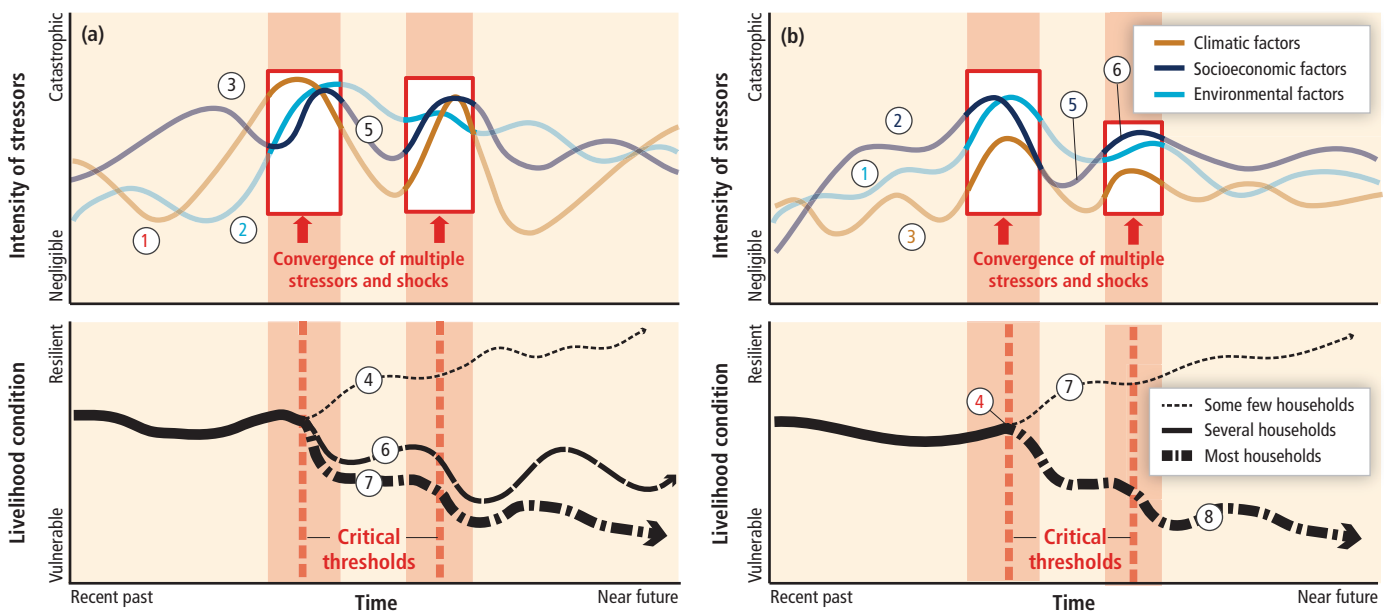 (a)
Intensity of stressors
Catastrophic
Negligible
3
5
1
2
Convergence of multiple
stressors and shocks
(b)
Intensity of stressors
Catastrophic
Negligible
Climatic factors
Socioeconomic factors
Environmental factors
6
5
2
1
3
Convergence of multiple
stressors and shocks
Livelihood condition
Resilient
Vulnerable
4
6
7
Critical
thresholds
Recent past
Time
Near future
Livelihood condition
Resilient
Vulnerable
4
7
Some few households
Several households
Most households
8
Critical
thresholds
Recent past
Time
Near future